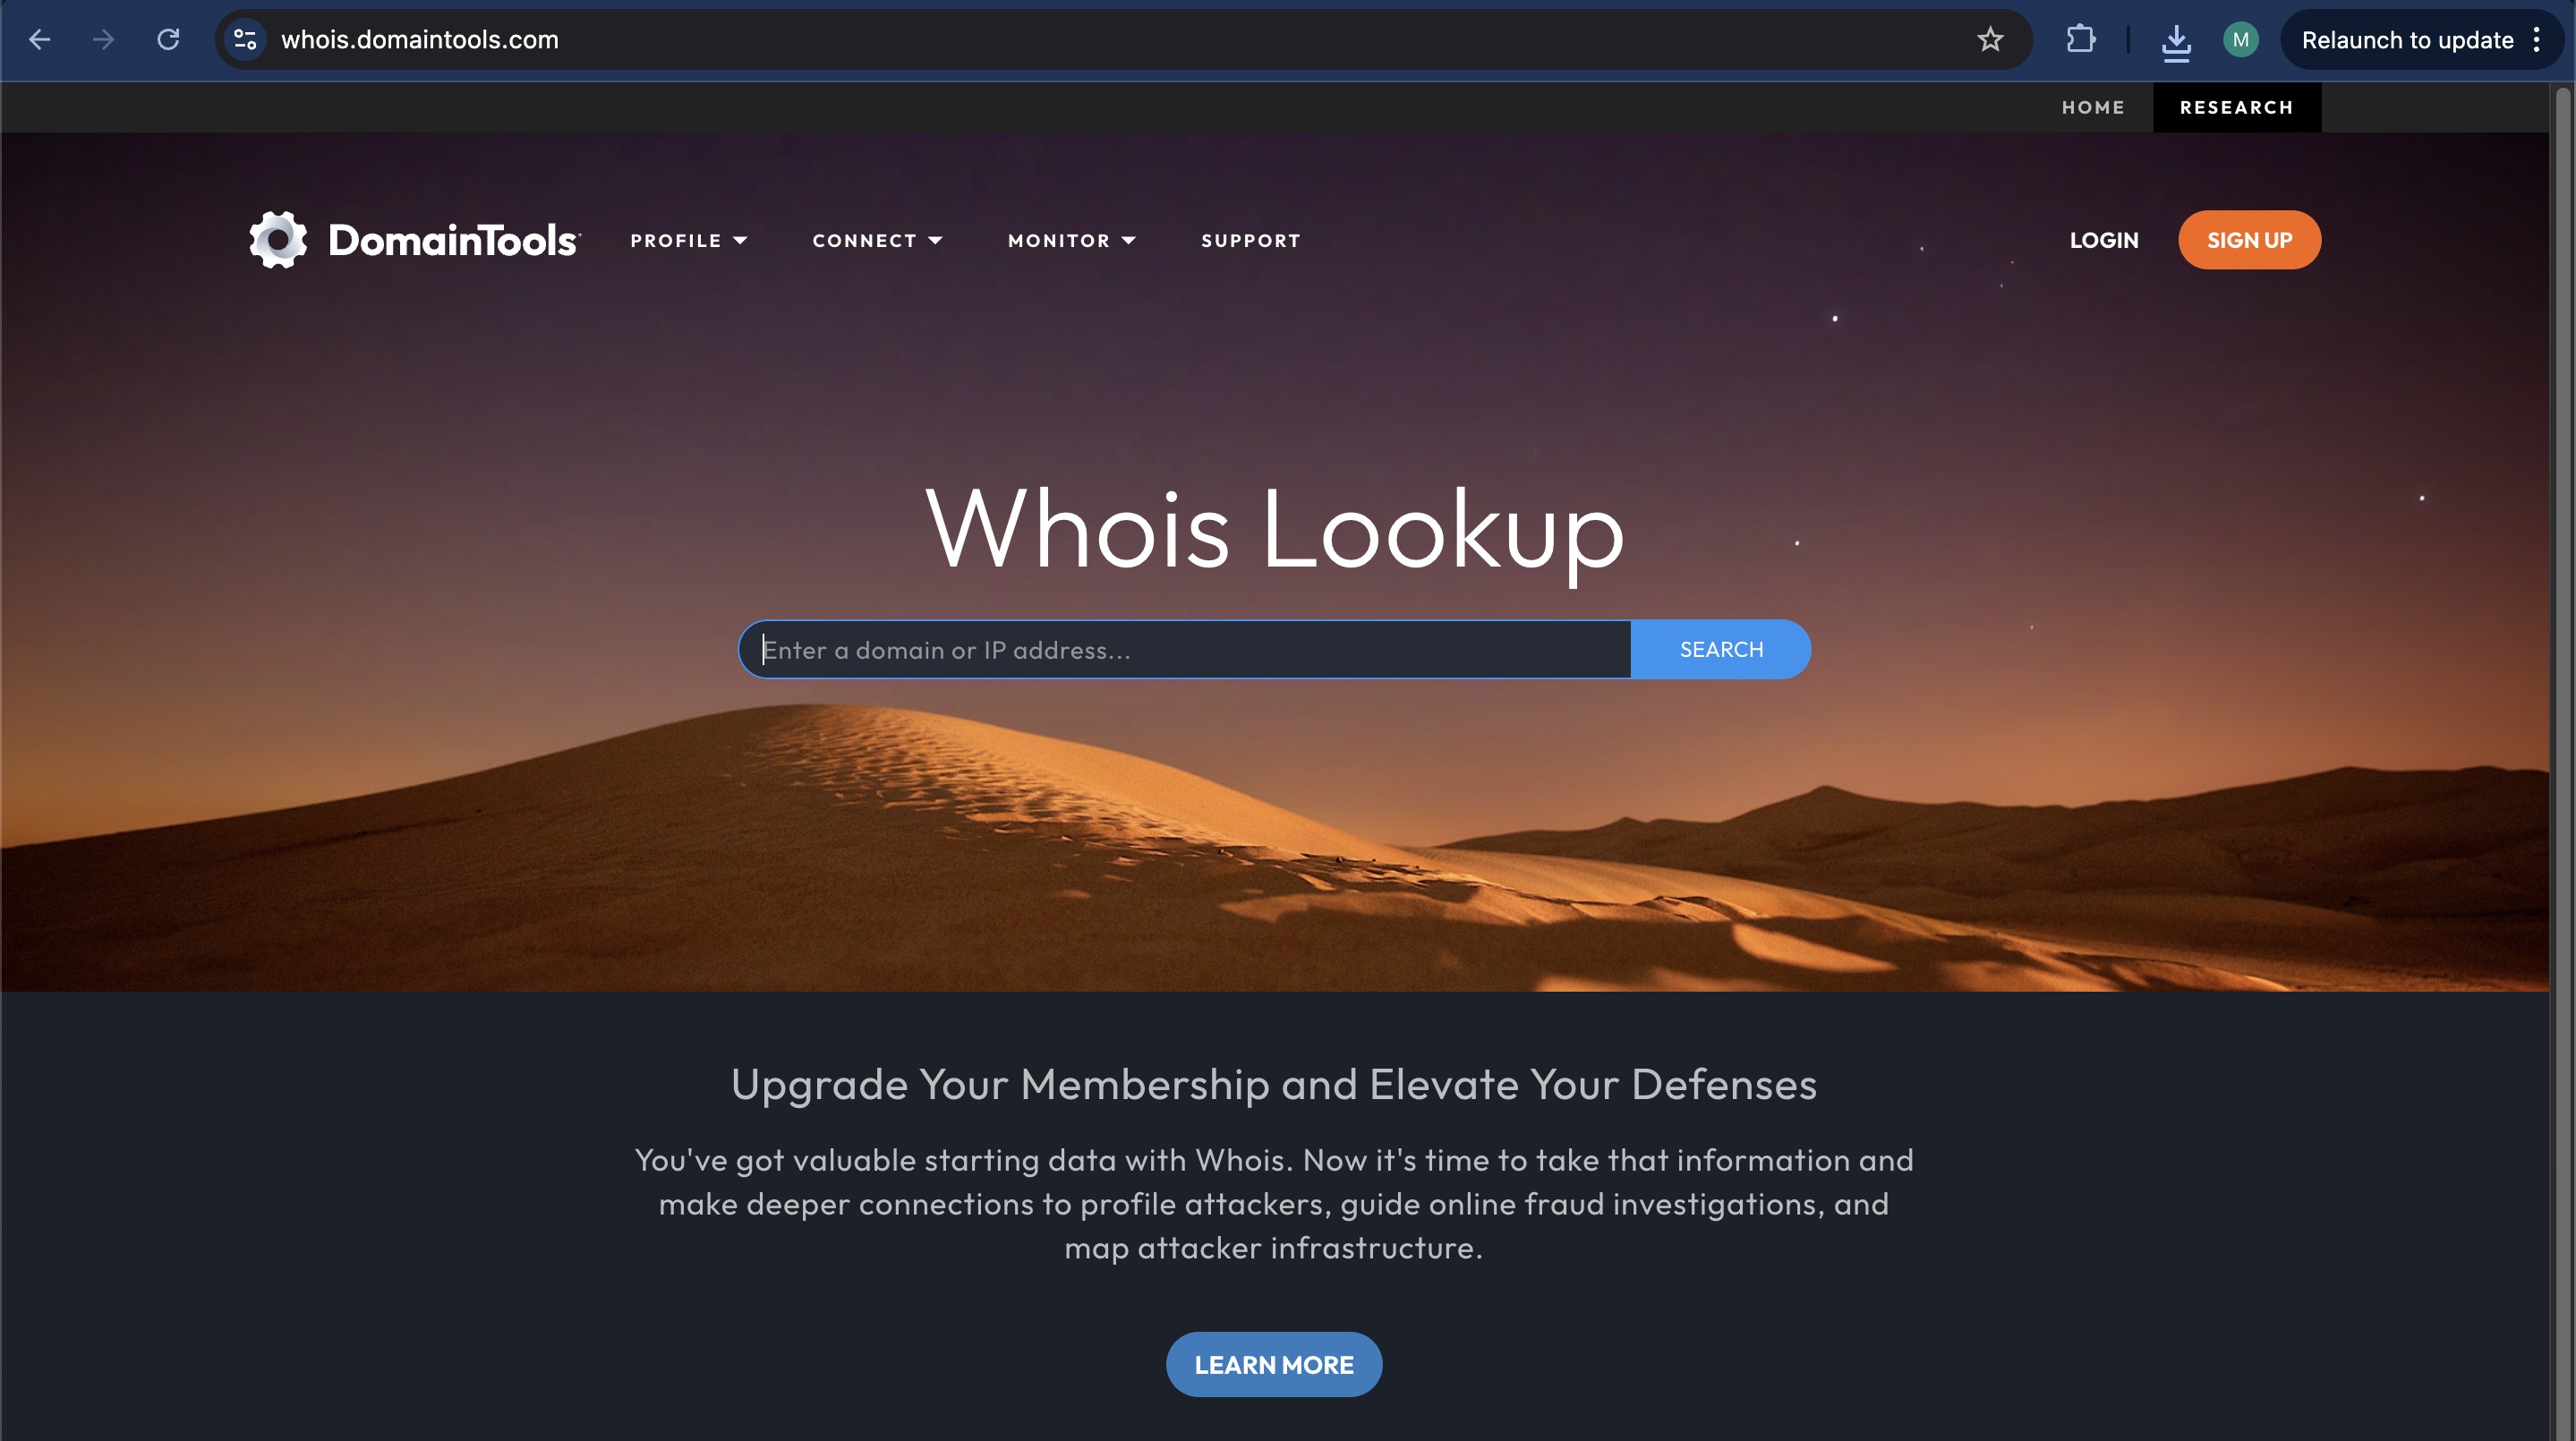 whois.domaintools.com
M
Relaunch to update
HOME
RESEARCH
DomainTools
PROFILE
CONNECT
MONITOR
SUPPORT
LOGIN
SIGN UP
Whois Lookup
Enter a domain or IP address...
SEARCH
Upgrade Your Membership and Elevate Your Defenses
You've got valuable starting data with Whois. Now it's time to take that information and
make deeper connections to profile attackers, guide online fraud investigations, and
map attacker infrastructure.
LEARN MORE